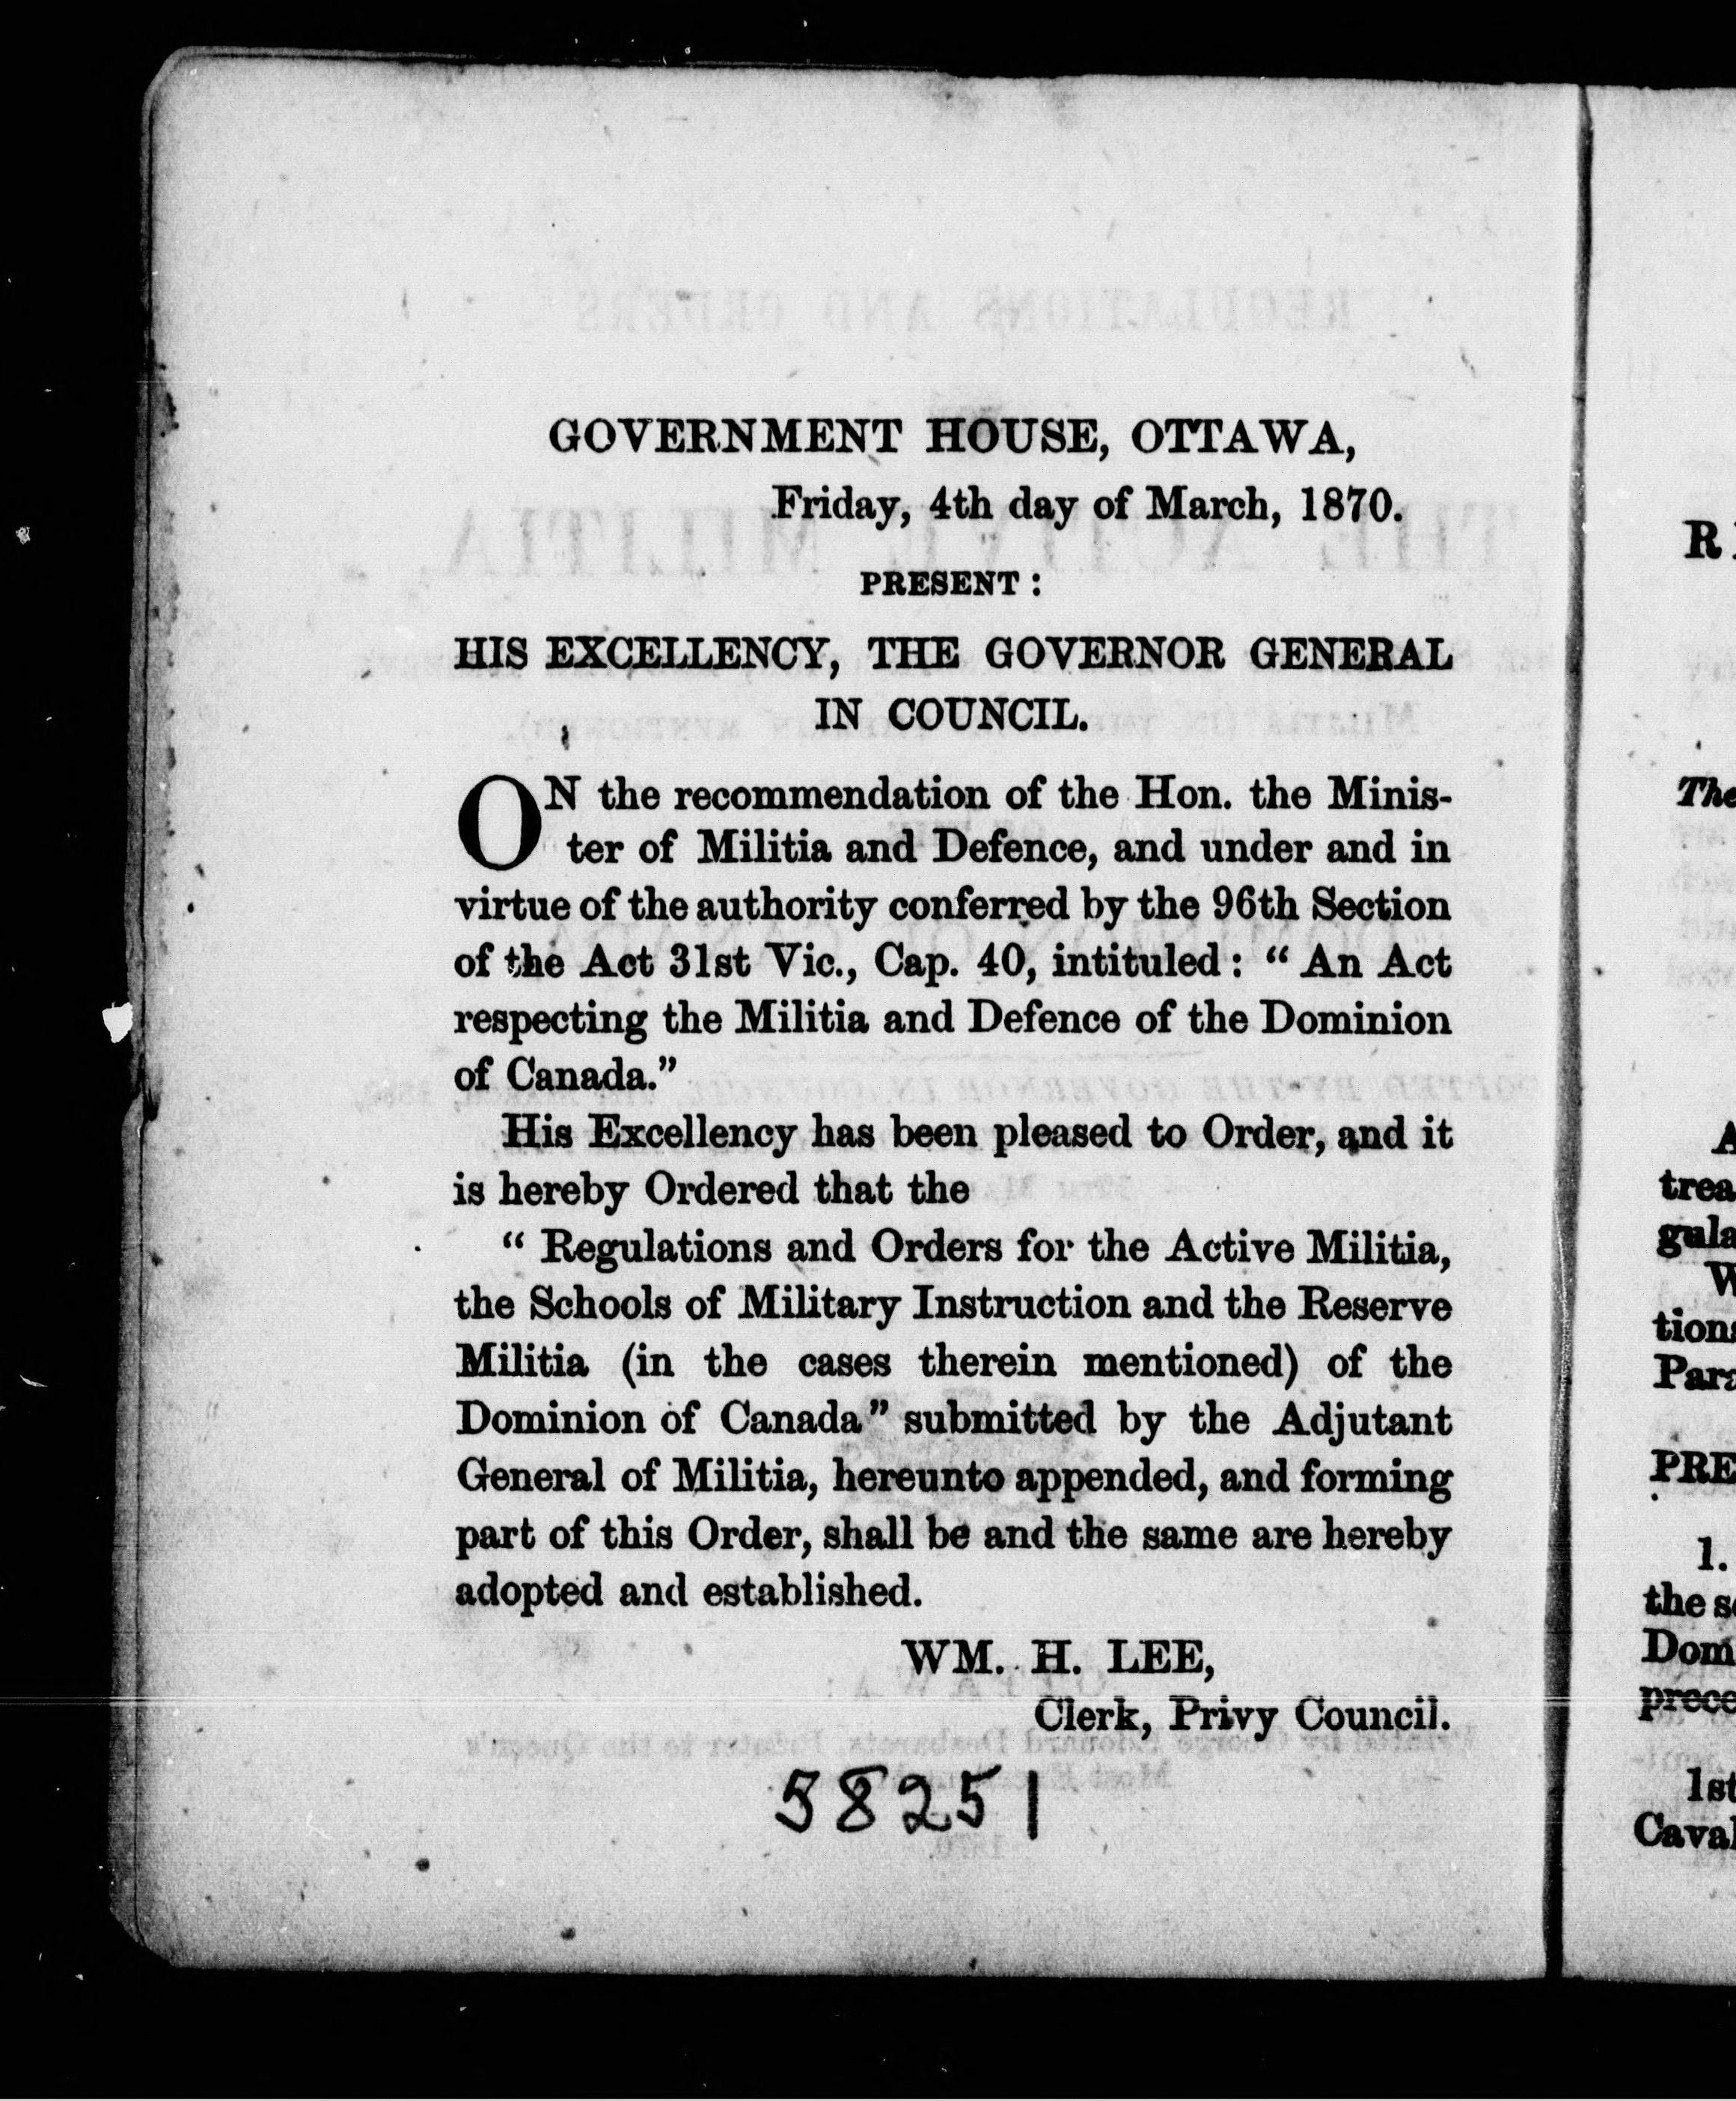 GOVERNMENT HOUSE, OTTAWA,
Friday, 4th day of March, 1870.
PRESENT :
HIS EXCELLENCY, THE GOVERNOR GENERAL
IN COUNCIL.
ON the recommendation of the Hon. the Minis-
ter of Militia and Defence, and under and in
virtue of the authority conferred by the 96th Section
of the Act 31st Vic., Cap. 40, intituled : “ An Act
respecting the Militia and Defence of the Dominion
of Canada.”
His Excellency has been pleased to Order, and it
is hereby Ordered that the
“ Regulations and Orders for the Active Militia,
the Schools of Military Instruction and the Reserve
Militia (in the cases therein mentioned) of the
Dominion of Canada” submitted by the Adjutant
General of Militia, hereunto appended, and forming
part of this Order, shall be and the same are hereby
adopted and established.
WM. H. LEE,
Clerk, Privy Council.
58251
The
1.
the
1st